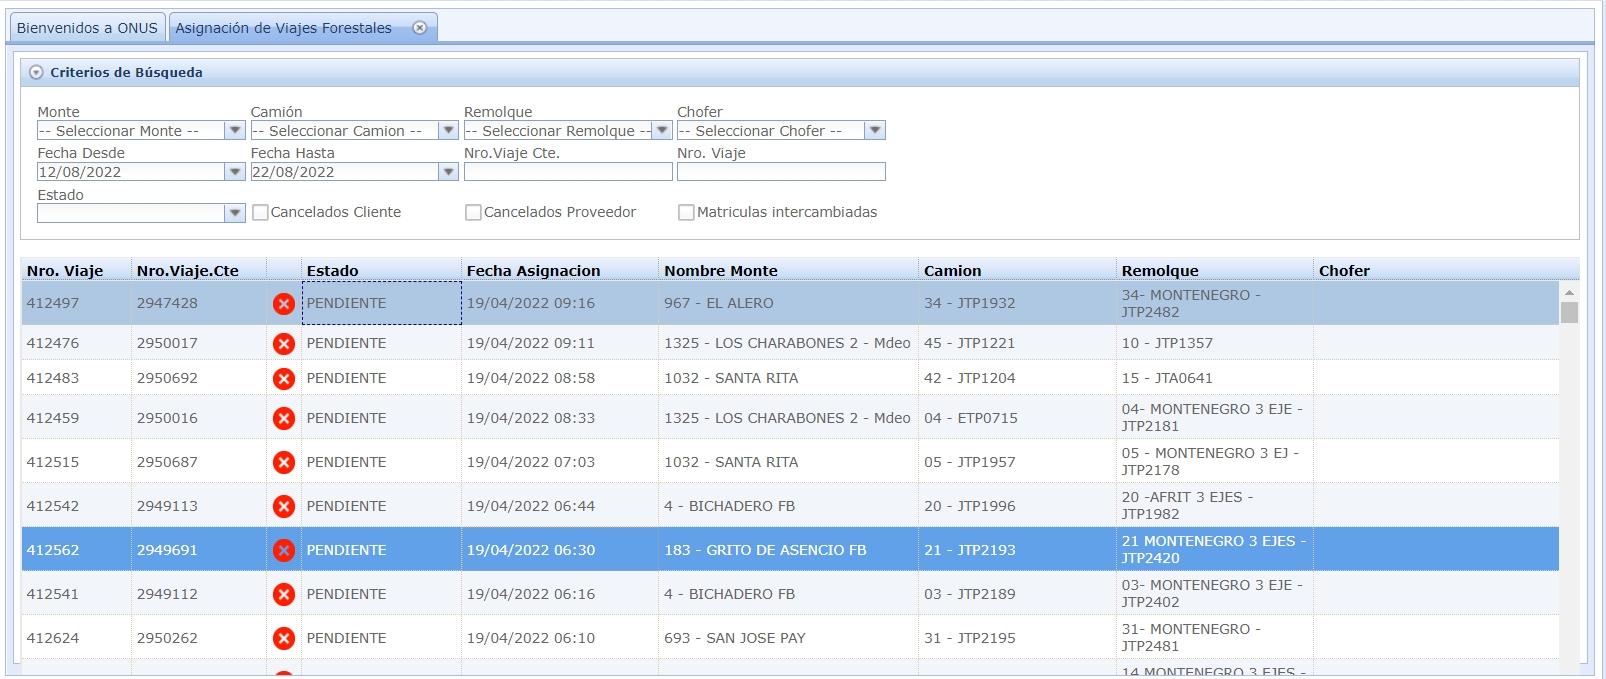 Bienvenidos a ONUS Asignación de Viajes Forestales
Criterios de Búsqueda
Monte Camión Remolque Chofer
-- Seleccionar Monte -- -- Seleccionar Camion -- -- Seleccionar Remolque -- -- Seleccionar Chofer --
Fecha Desde Fecha Hasta Nro.Viaje Cte. Nro. Viaje
12/08/2022 22/08/2022
Estado
Cancelados Cliente Cancelados Proveedor Matriculas intercambiadas
Nro. Viaje Nro.Viaje.Cte Estado Fecha Asignacion Nombre Monte Camion Remolque Chofer
412497 2947428 PENDIENTE 19/04/2022 09:16 967 - EL ALERO 34 - JTP1932 34- MONTENEGRO -
JTP2482
412476 2950017 PENDIENTE 19/04/2022 09:11 1325 - LOS CHARABONES 2 - Mdeo 45 - JTP1221 10 - JTP1357
412483 2950692 PENDIENTE 19/04/2022 08:58 1032 - SANTA RITA 42 - JTP1204 15 - JTA0641
412459 2950016 PENDIENTE 19/04/2022 08:33 1325 - LOS CHARABONES 2 - Mdeo 04 - ETP0715 04- MONTENEGRO 3 EJE -
JTP2181
412515 2950687 PENDIENTE 19/04/2022 07:03 1032 - SANTA RITA 05 - JTP1957 05 - MONTENEGRO 3 EJ -
JTP2178
412542 2949113 PENDIENTE 19/04/2022 06:44 4 - BICHADERO FB 20 - JTP1996 20 -AFRIT 3 EJES -
JTP1982
412562 2949691 PENDIENTE 19/04/2022 06:30 183 - GRITO DE ASENCIO FB 21 - JTP2193 21 MONTENEGRO 3 EJES -
JTP2420
412541 2949112 PENDIENTE 19/04/2022 06:16 4 - BICHADERO FB 03 - JTP2189 03- MONTENEGRO 3 EJE -
JTP2402
412624 2950262 PENDIENTE 19/04/2022 06:10 693 - SAN JOSE PAY 31 - JTP2195 31- MONTENEGRO -
JTP2481
14 MONTENEGRO 3 EJES -